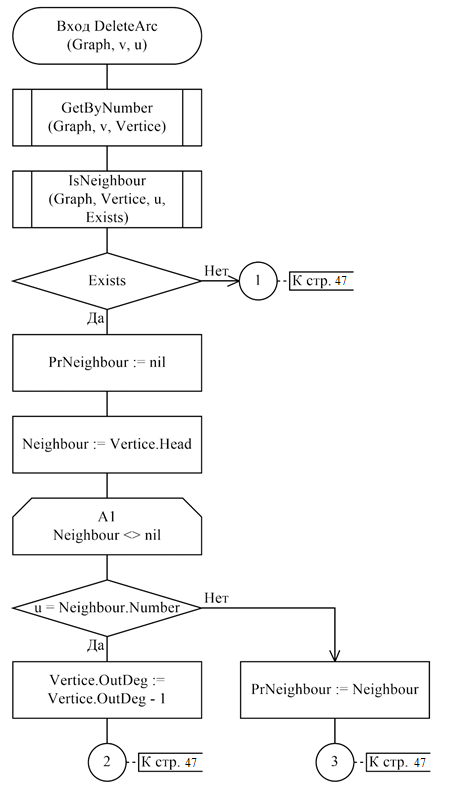 Вход DeleteArc
(Graph, v, u)
GetByNumber
(Graph, v, Vertice)
IsNeighbour
(Graph, Vertice, u,
Exists)
Exists
Нет
1
К стр. 47
Да
PrNeighbour := nil
Neighbour := Vertice.Head
A1
Neighbour <> nil
u = Neighbour.Number
Нет
Да
Vertice.OutDeg :=
Vertice.OutDeg - 1
PrNeighbour := Neighbour
2
К стр. 47
3
К стр. 47